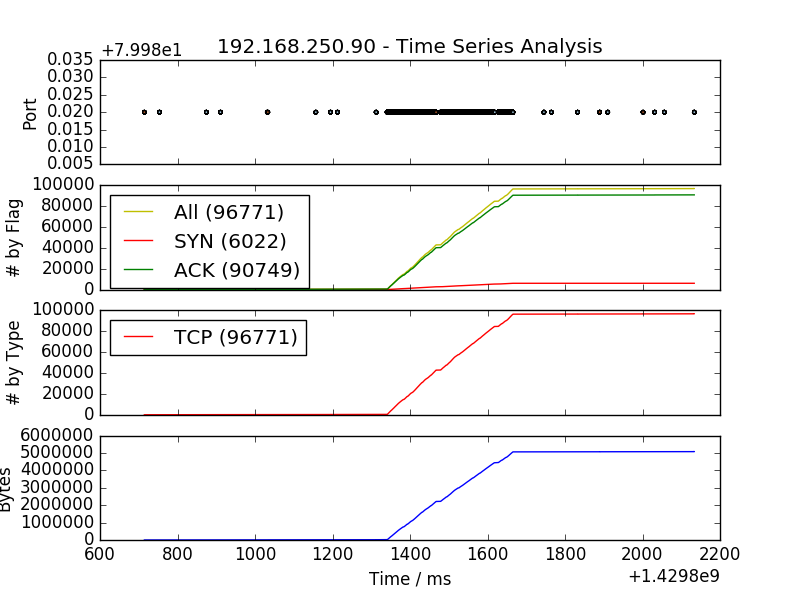 +7.998e1
192.168.250.90 - Time Series Analysis
0.035
0.030
0.025
0.020
0.015
0.010
0.005
Port
100000
80000
60000
40000
20000
0
# by Flag
All (96771)
SYN (6022)
ACK (90749)
100000
80000
60000
40000
20000
0
# by Type
TCP (96771)
6000000
5000000
4000000
3000000
2000000
1000000
0
Bytes
600 800 1000 1200 1400 1600 1800 2000 2200
Time / ms
+1.4298e9